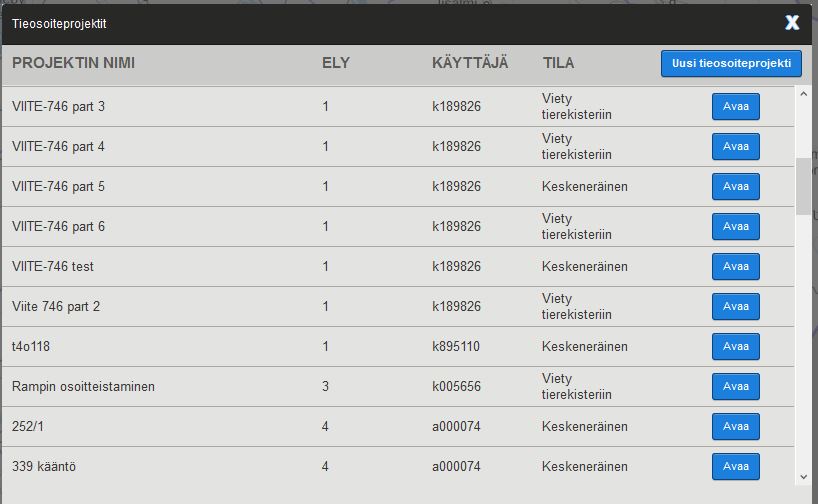 Tieosoiteprojektit X
PROJEKTIN NIMI ELY KÄYTTÄJÄ TILA Uusi tieosoiteprojekti
VIITE-746 part 3 1 k189826 Viety tierekisteriin Avaa
VIITE-746 part 4 1 k189826 Viety tierekisteriin Avaa
VIITE-746 part 5 1 k189826 Keskeneräinen Avaa
VIITE-746 part 6 1 k189826 Viety tierekisteriin Avaa
VIITE-746 test 1 k189826 Keskeneräinen Avaa
Viite 746 part 2 1 k189826 Viety tierekisteriin Avaa
t4o118 1 k895110 Keskeneräinen Avaa
Rampin osoitteistaminen 3 k005656 Viety tierekisteriin Avaa
252/1 4 a000074 Keskeneräinen Avaa
339 kääntö 4 a000074 Keskeneräinen Avaa